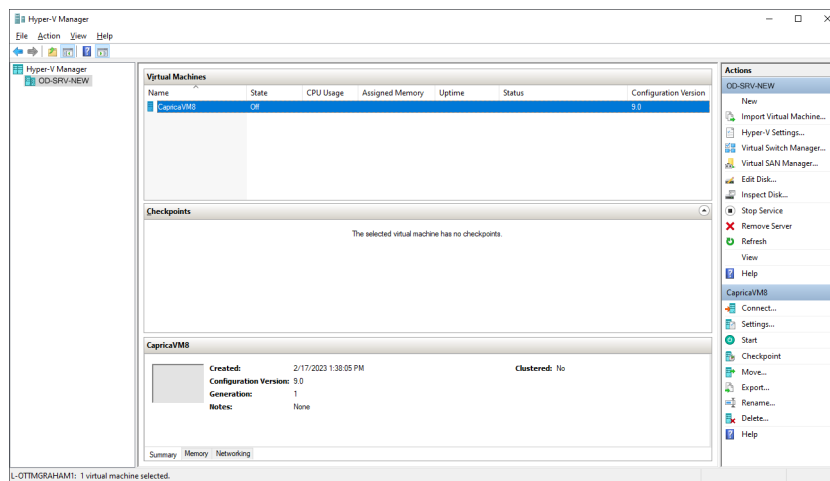 Hyper-V Manager
File Action View Help
Hyper-V Manager
OD-SRV-NEW
Virtual Machines
Name State CPU Usage Assigned Memory Uptime Status Configuration Version
CapricaVM8 Off 9.0
Checkpoints
The selected virtual machine has no checkpoints.
CapricaVM8
Created: 2/17/2023 1:38:05 PM Clustered: No
Configuration Version: 9.0
Generation: 1
Notes: None
Summary Memory Networking
Actions
OD-SRV-NEW
New
Import Virtual Machine...
Hyper-V Settings...
Virtual Switch Manager...
Virtual SAN Manager...
Edit Disk...
Inspect Disk...
Stop Service
Remove Server
Refresh
View
Help
CapricaVM8
Connect...
Settings...
Start
Checkpoint
Move...
Export...
Rename...
Delete...
Help
L-OTTMGRAHAM1: 1 virtual machine selected.